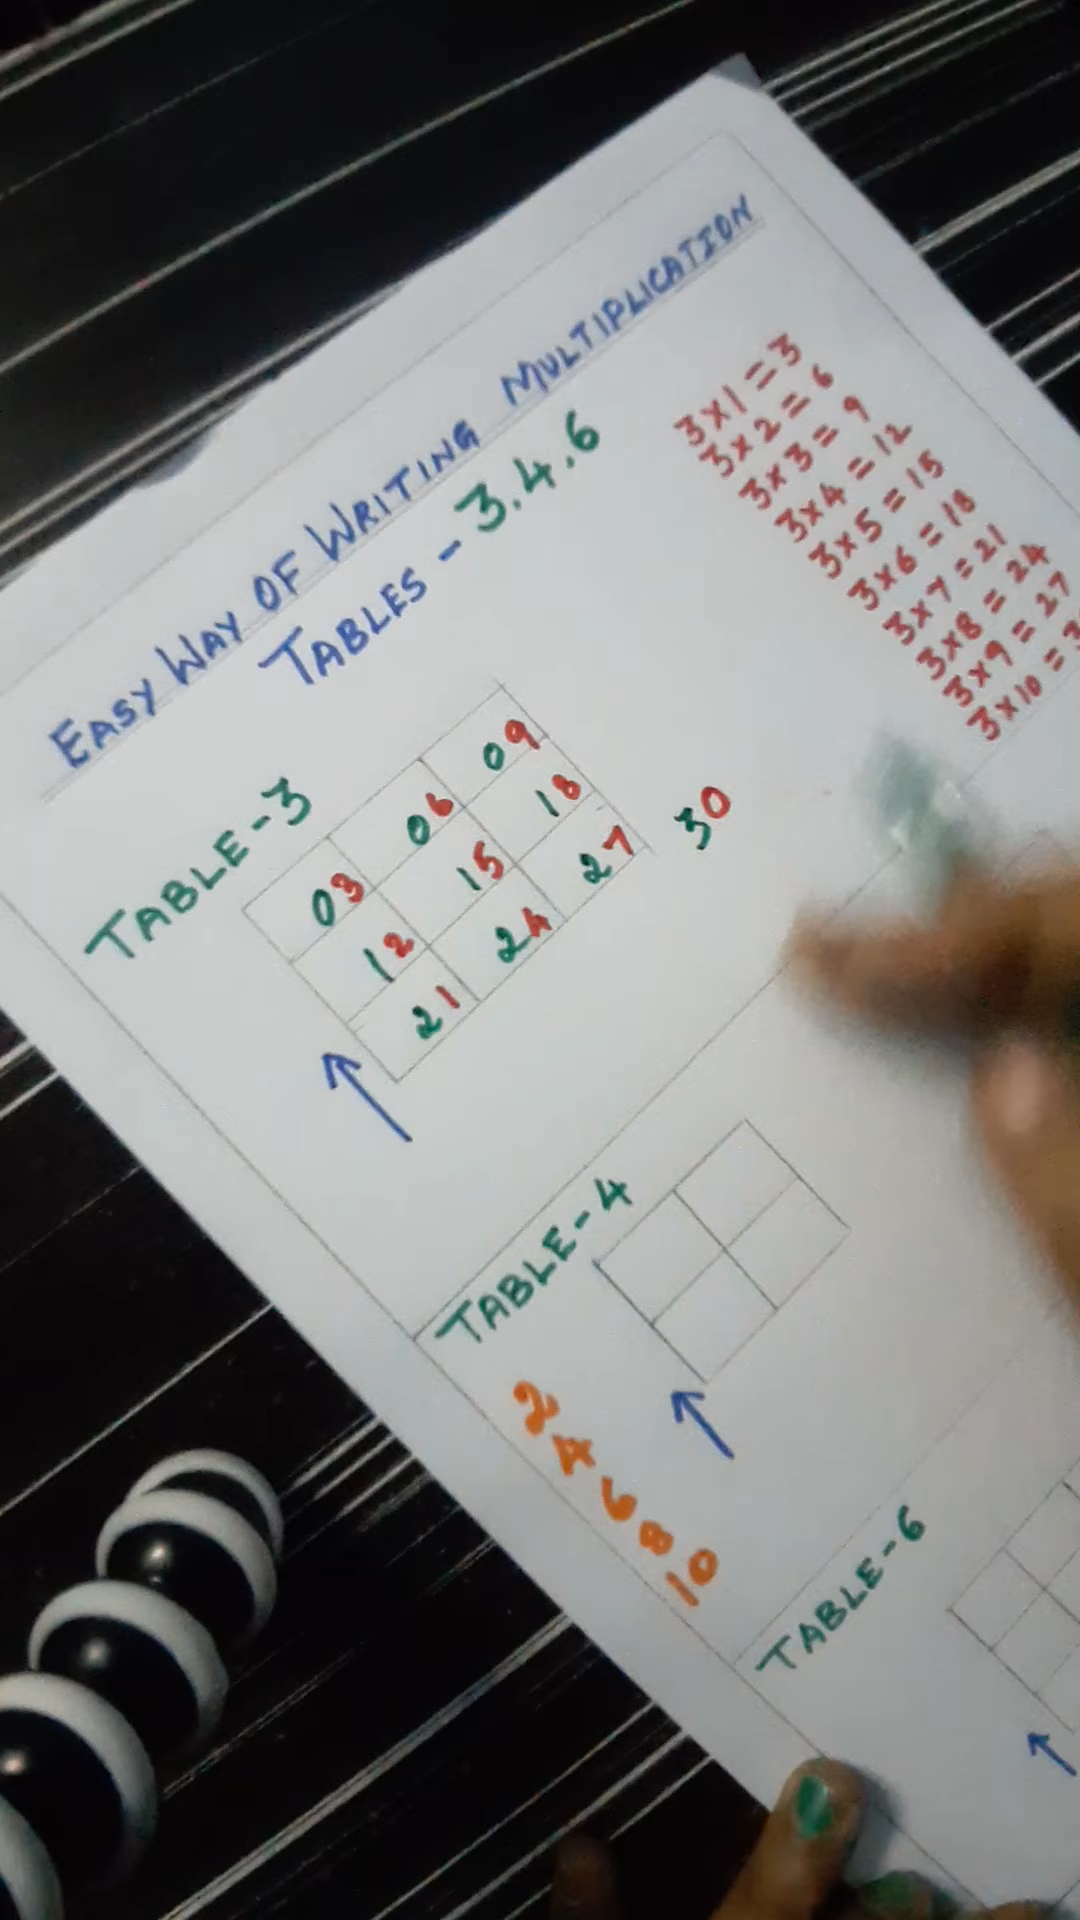 EASY WAY OF WRITING MULTIPLICATION
TABLES - 3.4.6
3x1=3
3x2=6
3x3=9
3x4=12
3x5=15
3x6=18
3x7=21
3x8=24
3x9=27
3x10=3
TABLE-3
03 06 09
12 15 18
21 24 27 30
TABLE-4
2
4
6
8
10
TABLE-6